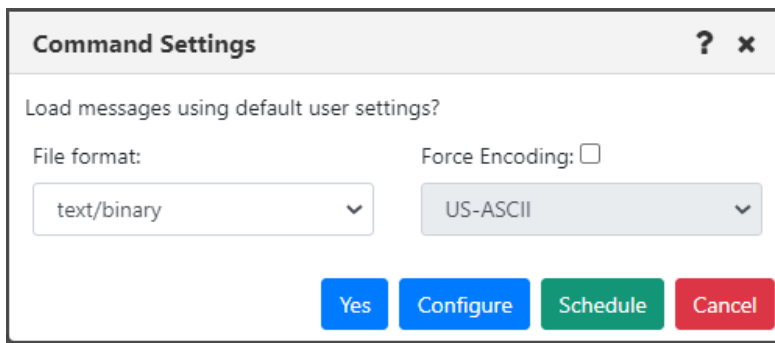 Command Settings ? ×
Load messages using default user settings?
File format: Force Encoding:
text/binary US-ASCII
Yes Configure Schedule Cancel